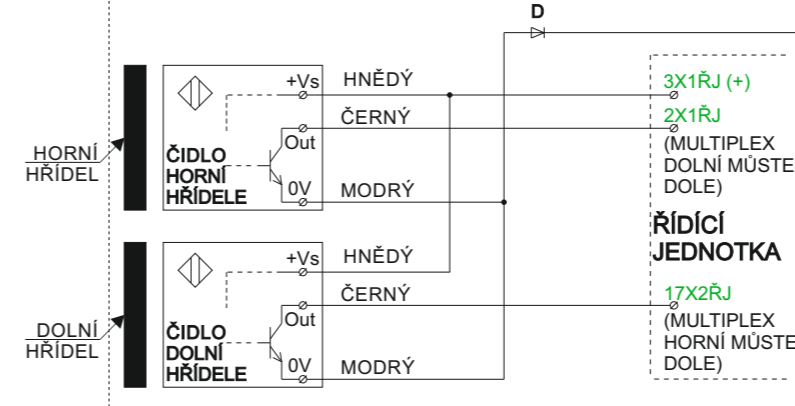 D
+Vs
HNĚDÝ
3X1ŘJ (+)
ČERNÝ
2X1ŘJ
Out
(MULTIPLEX
DOLNÍ MŮSTE
DOLE)
HORNÍ
HŘÍDEL
ČIDLO
HORNÍ
HŘÍDELE
0V
MODRÝ
ŘÍDÍCÍ
JEDNOTKA
+Vs
HNĚDÝ
ČERNÝ
17X2ŘJ
Out
(MULTIPLEX
HORNÍ MŮSTE
DOLE)
DOLNÍ
HŘÍDEL
ČIDLO
DOLNÍ
HŘÍDELE
0V
MODRÝ